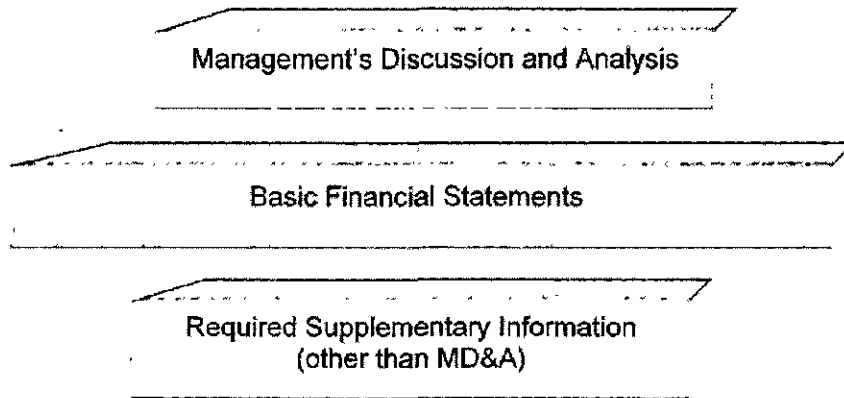 Management's Discussion and Analysis
Basic Financial Statements
Required Supplementary Information
(other than MD&A)